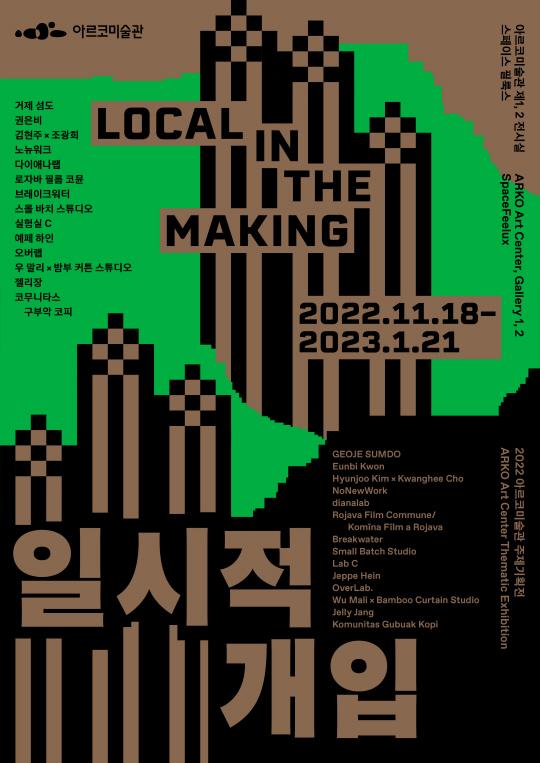 아르코미술관
아르코미술관 제1, 2 전시실
스페이스 필룩스
ARKO Art Center, Gallery 1, 2
SpaceFeelux
거제 섬도
권은비
김현주 × 조광희
노뉴워크
다이애나랩
로자바 필름 코뮨
브레이크워터
스몰 바치 스튜디오
실험실 C
예페 하인
오버랩
우 말리 × 밤부 커튼 스튜디오
젤리장
코무니타스
구부악 코피
LOCAL
IN
THE
MAKING
2022.11.18–
2023.1.21
GEOJE SUMDO
Eunbi Kwon
Hyunjoo Kim × Kwanghee Cho
NoNewWork
dianalab
Rojava Film Commune/
Komîna Fîlm a Rojava
Breakwater
Small Batch Studio
Lab C
Jeppe Hein
OverLab.
Wu Mali × Bamboo Curtain Studio
Jelly Jang
Komunitas Gubuak Kopi
2022 아르코미술관 주제기획전
ARKO Art Center Thematic Exhibition
일시적
개입